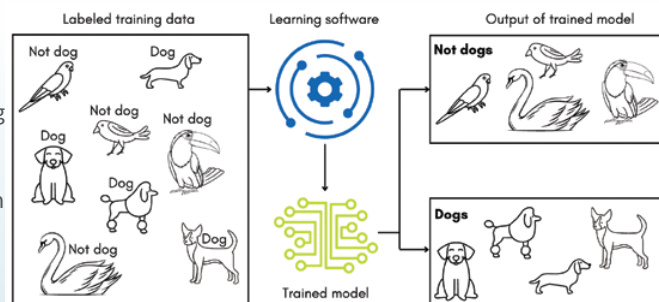 Labeled training data
Learning software
Output of trained model
Not dog
Dog
Not dog
Not dog
Dog
Dog
Not dog
Dog
Trained model
Not dogs
Dogs